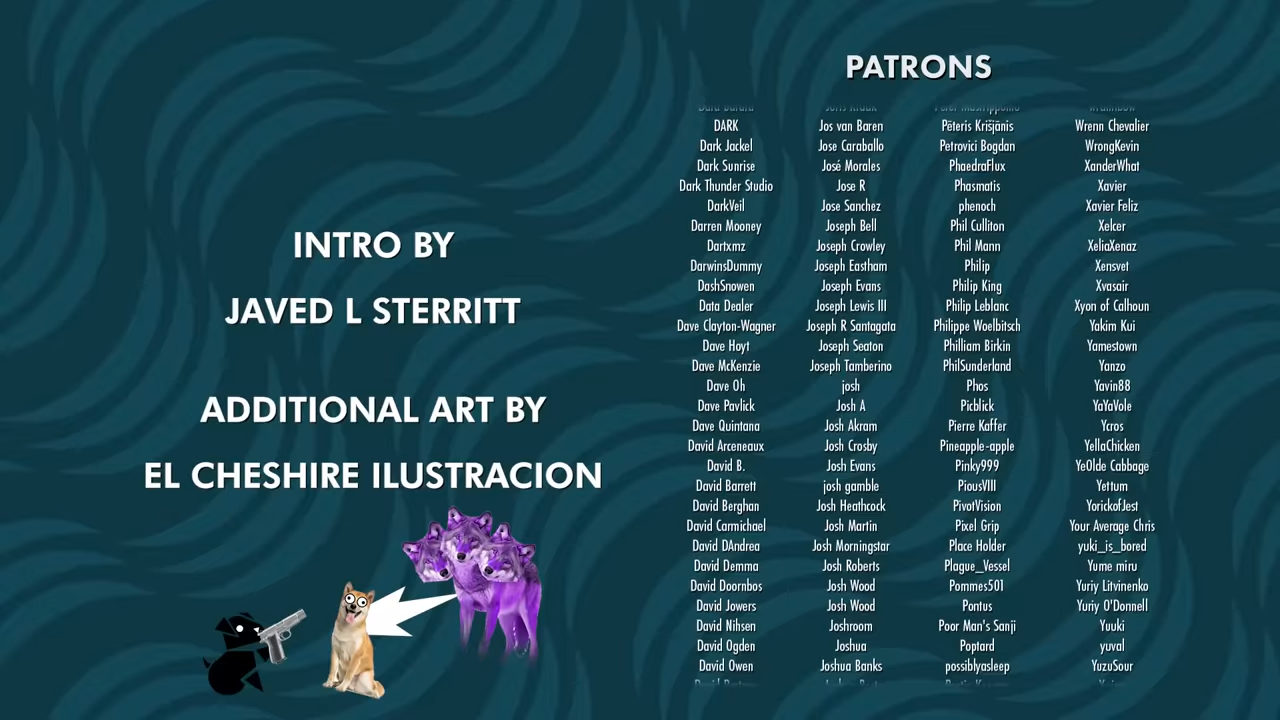 INTRO BY
JAVED L STERRITT
ADDITIONAL ART BY
EL CHESHIRE ILUSTRACION
PATRONS
DARK
Dark Jackel
Dark Sunrise
Dark Thunder Studio
DarkVeil
Darren Mooney
Dartxmz
DarwinsDummy
DashSnowen
Data Dealer
Dave Clayton-Wagner
Dave Hoyt
Dave McKenzie
Dave Oh
Dave Pavlick
Dave Quintana
David Arceneaux
David B.
David Barrett
David Berghan
David Carmichael
David DAndrea
David Demma
David Doornbos
David Jowers
David Nihsen
David Ogden
David Owen
Jos van Baren
Jose Caraballo
José Morales
Jose R
Jose Sanchez
Joseph Bell
Joseph Crowley
Joseph Eastham
Joseph Evans
Joseph Lewis III
Joseph R Santagata
Joseph Seaton
Joseph Tamberino
josh
Josh A
Josh Akram
Josh Crosby
Josh Evans
josh gamble
Josh Heathcock
Josh Martin
Josh Morningstar
Josh Roberts
Josh Wood
Josh Wood
Joshroom
Joshua
Joshua Banks
Pēteris Krišjānis
Petrovici Bogdan
PhaedraFlux
Phasmatis
phenoch
Phil Culliton
Phil Mann
Philip
Philip King
Philip Leblanc
Philippe Woelbitsch
Philliam Birkin
PhilSunderland
Phos
Picblick
Pierre Kaffer
Pineapple-apple
Pinky999
PiousVIII
PivotVision
Pixel Grip
Place Holder
Plague_Vessel
Pommes501
Pontus
Poor Man's Sanji
Poptard
possiblyasleep
Wrenn Chevalier
WrongKevin
XanderWhat
Xavier
Xavier Feliz
Xelcer
XeliaXenaz
Xensvet
Xvasair
Xyon of Calhoun
Yakim Kui
Yamestown
Yanzo
Yavin88
YaYaVole
Ycros
YellaChicken
YeOlde Cabbage
Yettum
YorickofJest
Your Average Chris
yuki_is_bored
Yume miru
Yuriy Litvinenko
Yuriy O'Donnell
Yuuki
yuval
YuzuSour